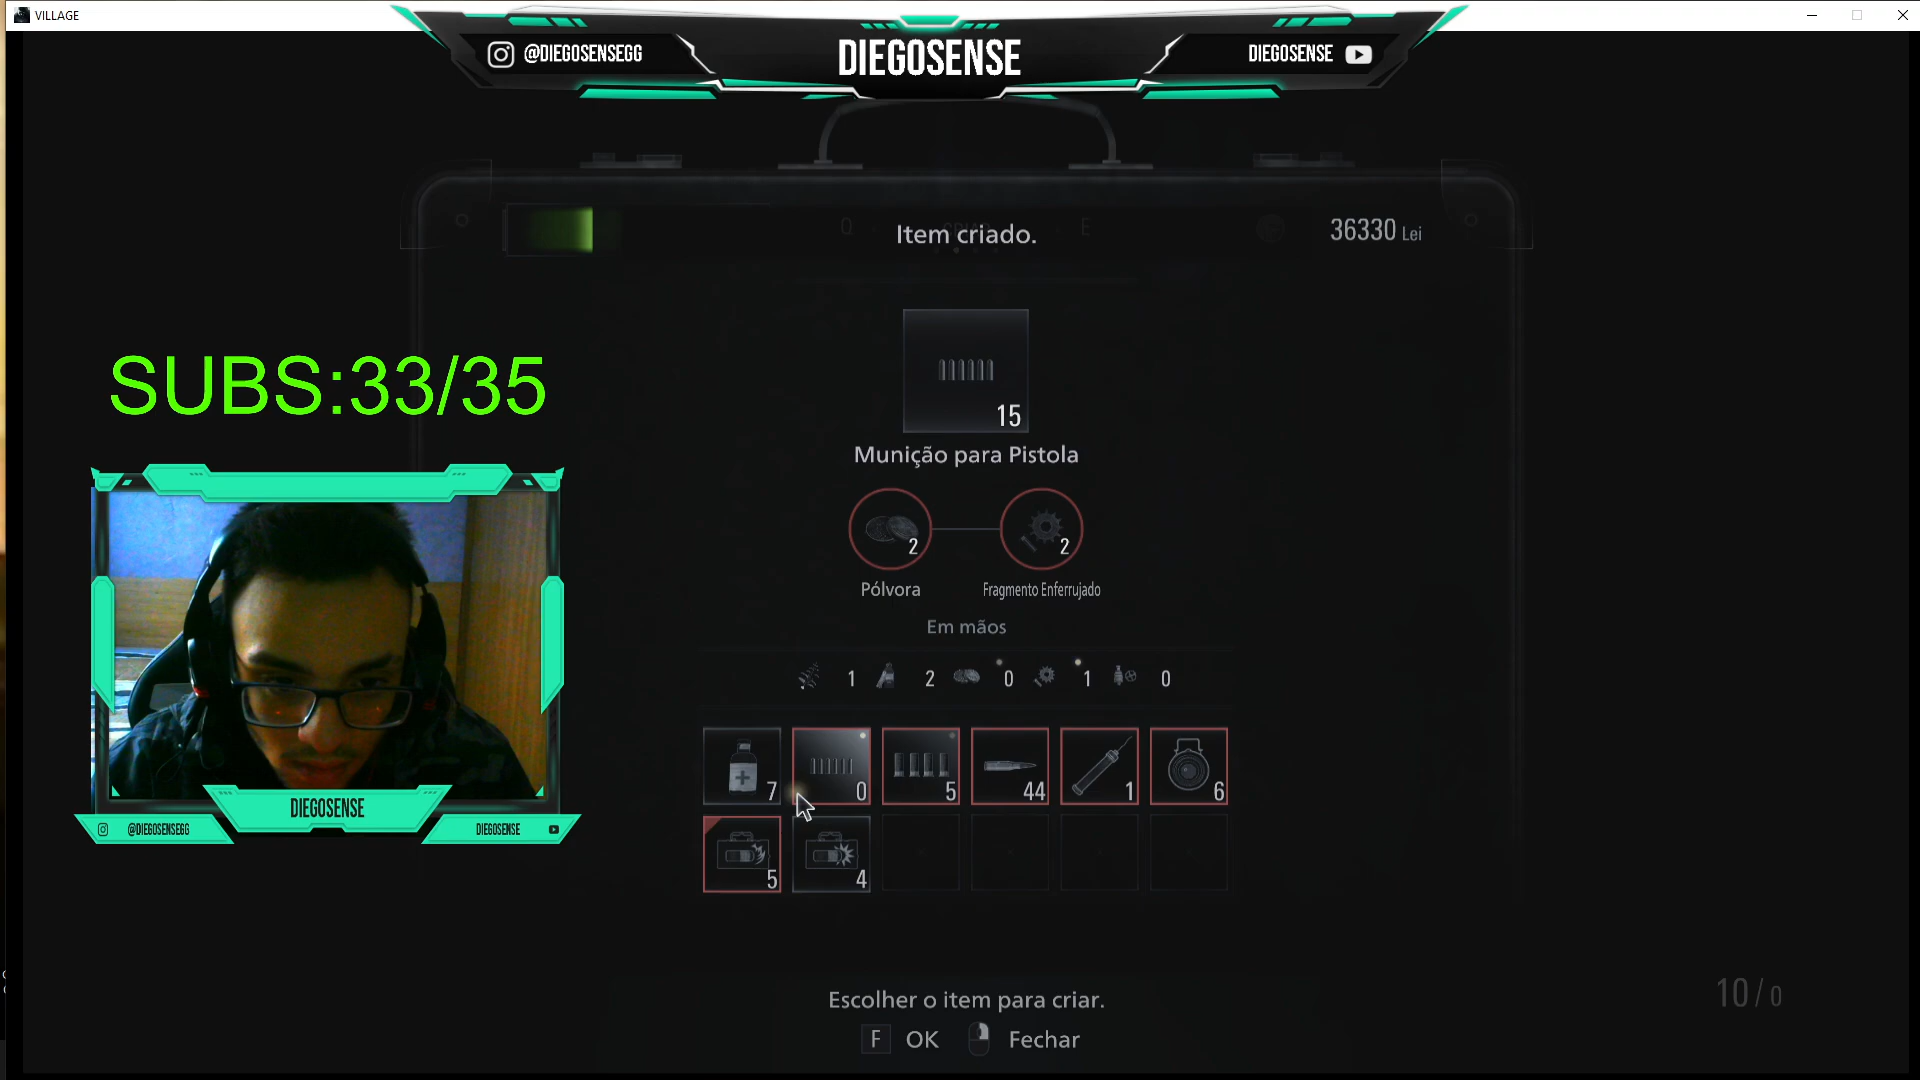 VILLAGE
@DIEGOSENSEGG
DIEGOSENSE
DIEGOSENSE
Q
E
36330 Lei
Item criado.
15
SUBS:33/35
Munição para Pistola
2
2
Pólvora
Fragmento Enferrujado
Em mãos
1 2 0 1 0
7 0 5 44 1 6
5 4
DIEGOSENSE
@DIEGOSENSEGG
DIEGOSENSE
10/0
Escolher o item para criar.
F OK Fechar